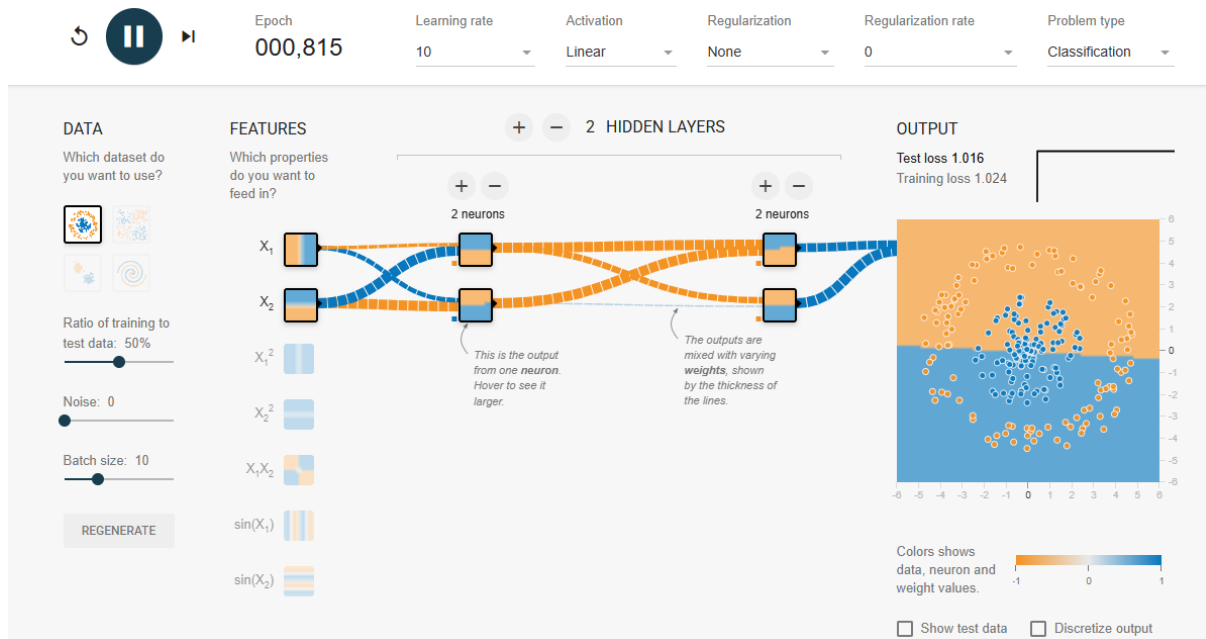 Epoch
000,815
Learning rate
10
Activation
Linear
Regularization
None
Regularization rate
0
Problem type
Classification
DATA
Which dataset do
you want to use?
Ratio of training to
test data: 50%
Noise: 0
Batch size: 10
REGENERATE
FEATURES
Which properties
do you want to
feed in?
X₁
X₂
X₁²
X₂²
X₁X₂
sin(X₁)
sin(X₂)
+ − 2 HIDDEN LAYERS
+ −
2 neurons
+ −
2 neurons
This is the output
from one neuron.
Hover to see it
larger.
The outputs are
mixed with varying
weights, shown
by the thickness of
the lines.
OUTPUT
Test loss 1.016
Training loss 1.024
6
5
4
3
2
1
0
-1
-2
-3
-4
-5
-6
-6 -5 -4 -3 -2 -1 0 1 2 3 4 5 6
Colors shows
data, neuron and
weight values.
-1 0 1
Show test data
Discretize output